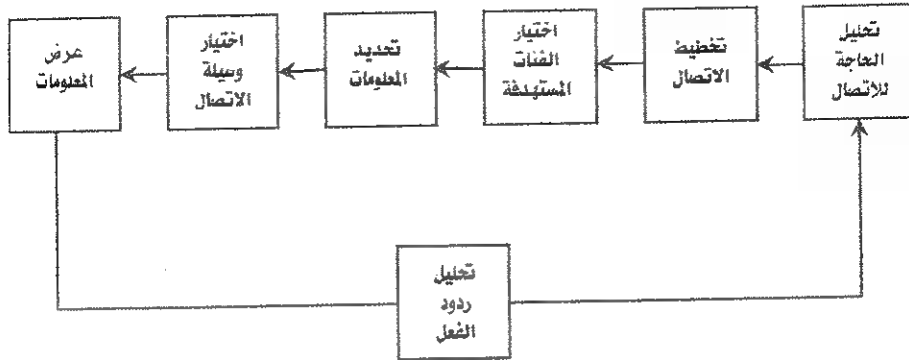 تحليل
الحاجة
للاتصال
تخطيط
الاتصال
اختيار
الفئات
المستهدفة
تحديد
المعلومات
اختيار
وسيلة
الاتصال
عرض
المعلومات
تحليل
ردود
الفعل